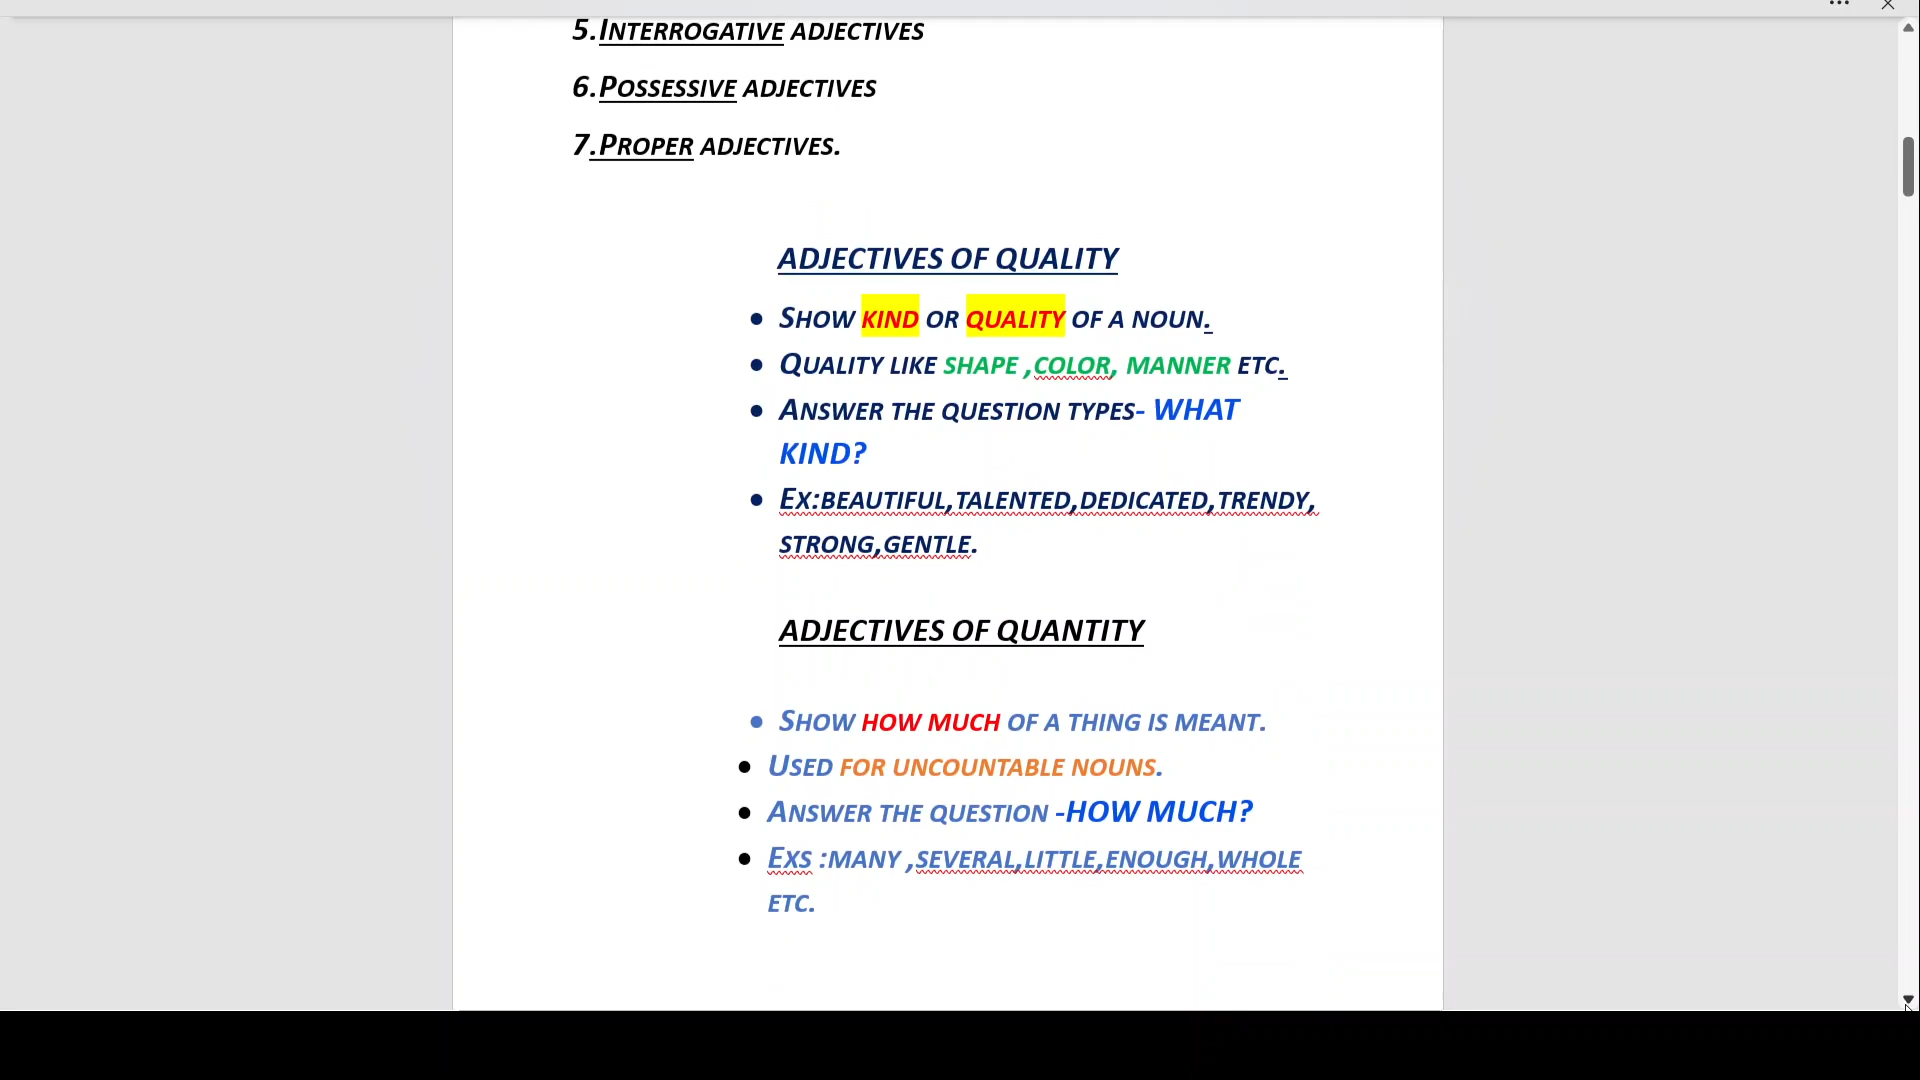 5.INTERROGATIVE ADJECTIVES
6.POSSESSIVE ADJECTIVES
7.PROPER ADJECTIVES.
ADJECTIVES OF QUALITY
• SHOW KIND OR QUALITY OF A NOUN.
• QUALITY LIKE SHAPE ,COLOR, MANNER ETC.
• ANSWER THE QUESTION TYPES- WHAT
KIND?
• EX:BEAUTIFUL,TALENTED,DEDICATED,TRENDY,
STRONG,GENTLE.
ADJECTIVES OF QUANTITY
• SHOW HOW MUCH OF A THING IS MEANT.
• USED FOR UNCOUNTABLE NOUNS.
• ANSWER THE QUESTION -HOW MUCH?
• EXS :MANY ,SEVERAL,LITTLE,ENOUGH,WHOLE
ETC.